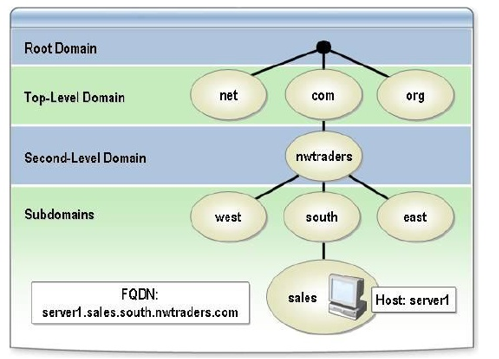 Root Domain
Top-Level Domain
net
com
org
Second-Level Domain
nwtraders
Subdomains
west
south
east
FQDN:
server1.sales.south.nwtraders.com
sales
Host: server1